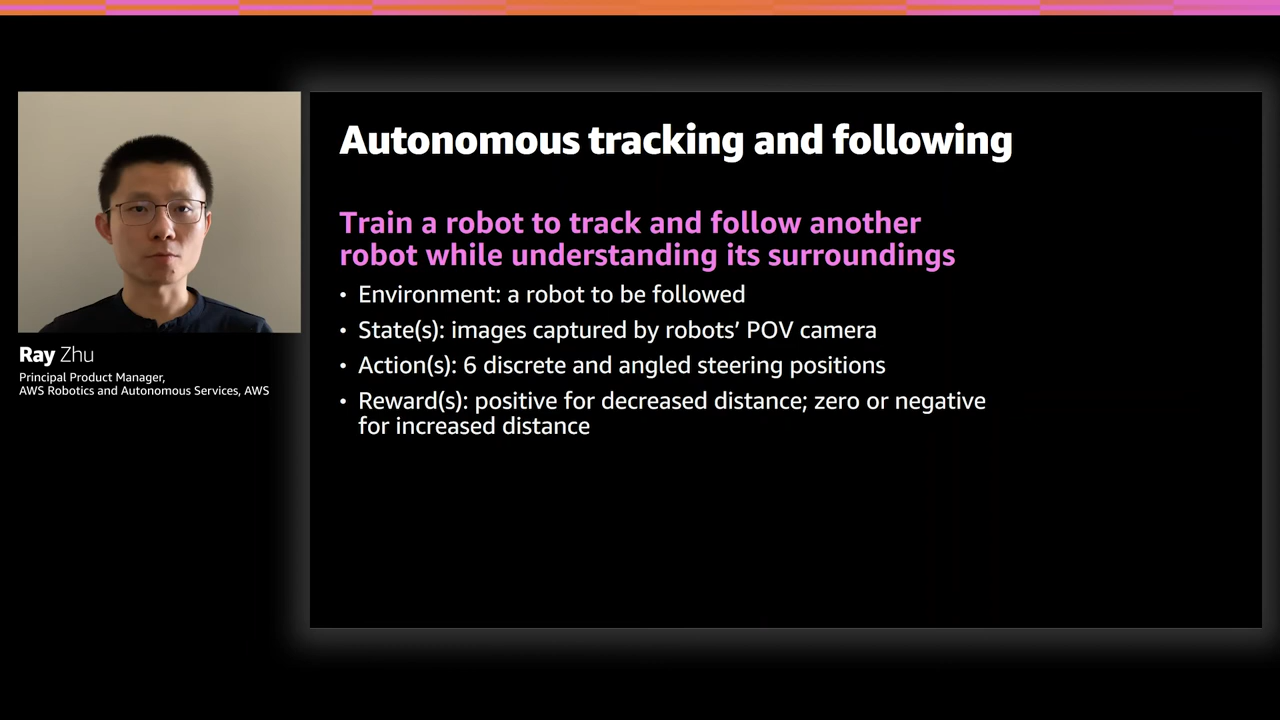 Autonomous tracking and following
Train a robot to track and follow another
robot while understanding its surroundings
• Environment: a robot to be followed
• State(s): images captured by robots’ POV camera
• Action(s): 6 discrete and angled steering positions
• Reward(s): positive for decreased distance; zero or negative
for increased distance
Ray Zhu
Principal Product Manager,
AWS Robotics and Autonomous Services, AWS